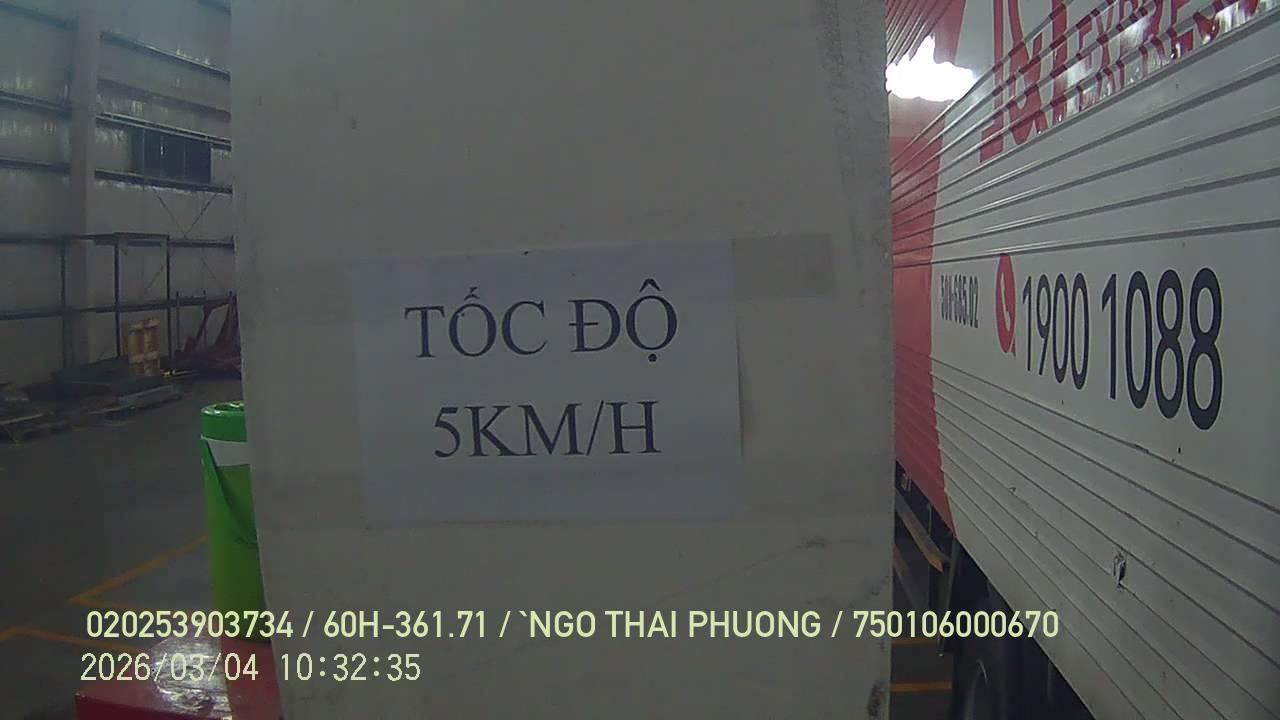 TỐC ĐỘ
5KM/H
EXPRESS
1900 1088
020253903734 / 60H-361.71 / `NGO THAI PHUONG / 750106000670
2026/03/04 10:32:35